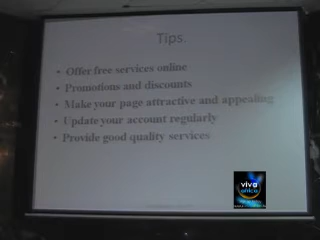 Tips.
• Offer free services online
• Promotions and discounts
• Make your page attractive and appealing
• Update your account regularly
• Provide good quality services
viva